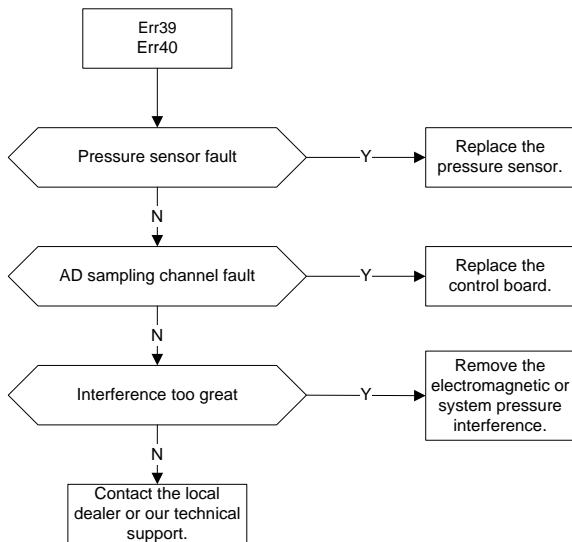 Err39
Err40
Pressure sensor fault
Y
Replace the
pressure sensor.
N
AD sampling channel fault
Y
Replace the
control board.
N
Interference too great
Y
Remove the
electromagnetic or
system pressure
interference.
N
Contact the local
dealer or our technical
support.